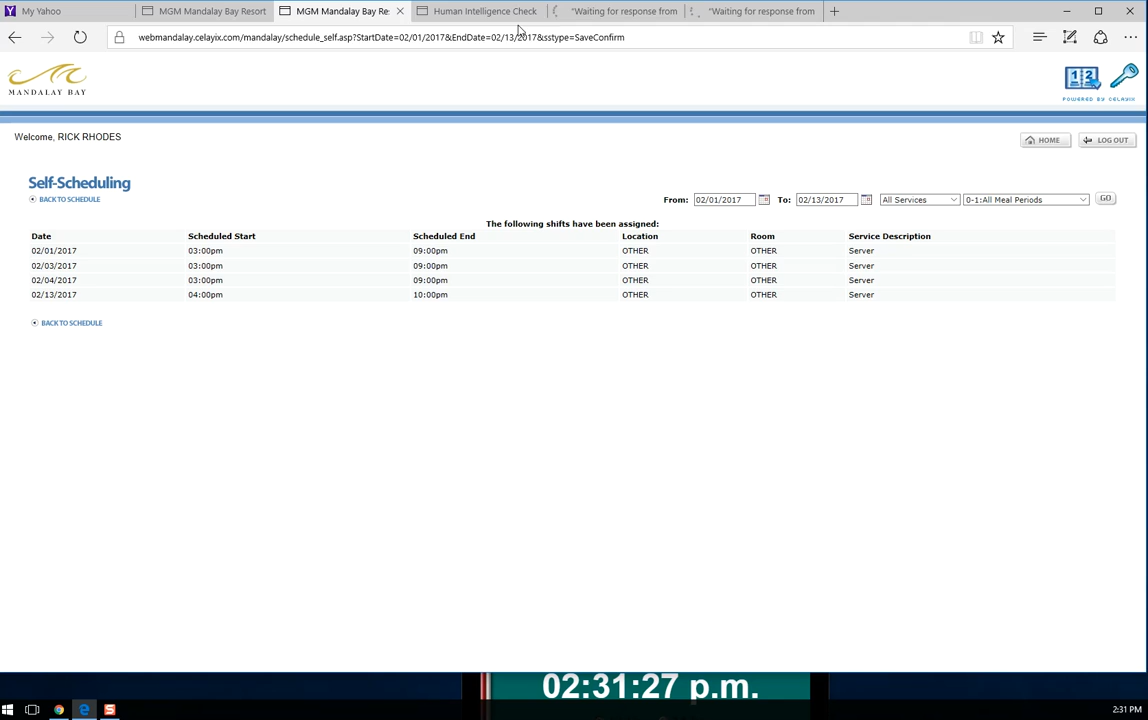 My Yahoo
MGM Mandalay Bay Resort
MGM Mandalay Bay Re
Human Intelligence Check
"Waiting for response from
"Waiting for response from
webmandalay.celayix.com/mandalay/schedule_self.asp?StartDate=02/01/2017&EndDate=02/13/2017&sstype=SaveConfirm
MANDALAY BAY
12
POWERED BY CELAYIX
Welcome, RICK RHODES
HOME
LOG OUT
Self-Scheduling
BACK TO SCHEDULE
From: 02/01/2017 To: 02/13/2017 All Services 0-1:All Meal Periods GO
The following shifts have been assigned:
Date Scheduled Start Scheduled End Location Room Service Description
02/01/2017 03:00pm 09:00pm OTHER OTHER Server
02/03/2017 03:00pm 09:00pm OTHER OTHER Server
02/04/2017 03:00pm 09:00pm OTHER OTHER Server
02/13/2017 04:00pm 10:00pm OTHER OTHER Server
BACK TO SCHEDULE
02:31:27 p.m.
2:31 PM